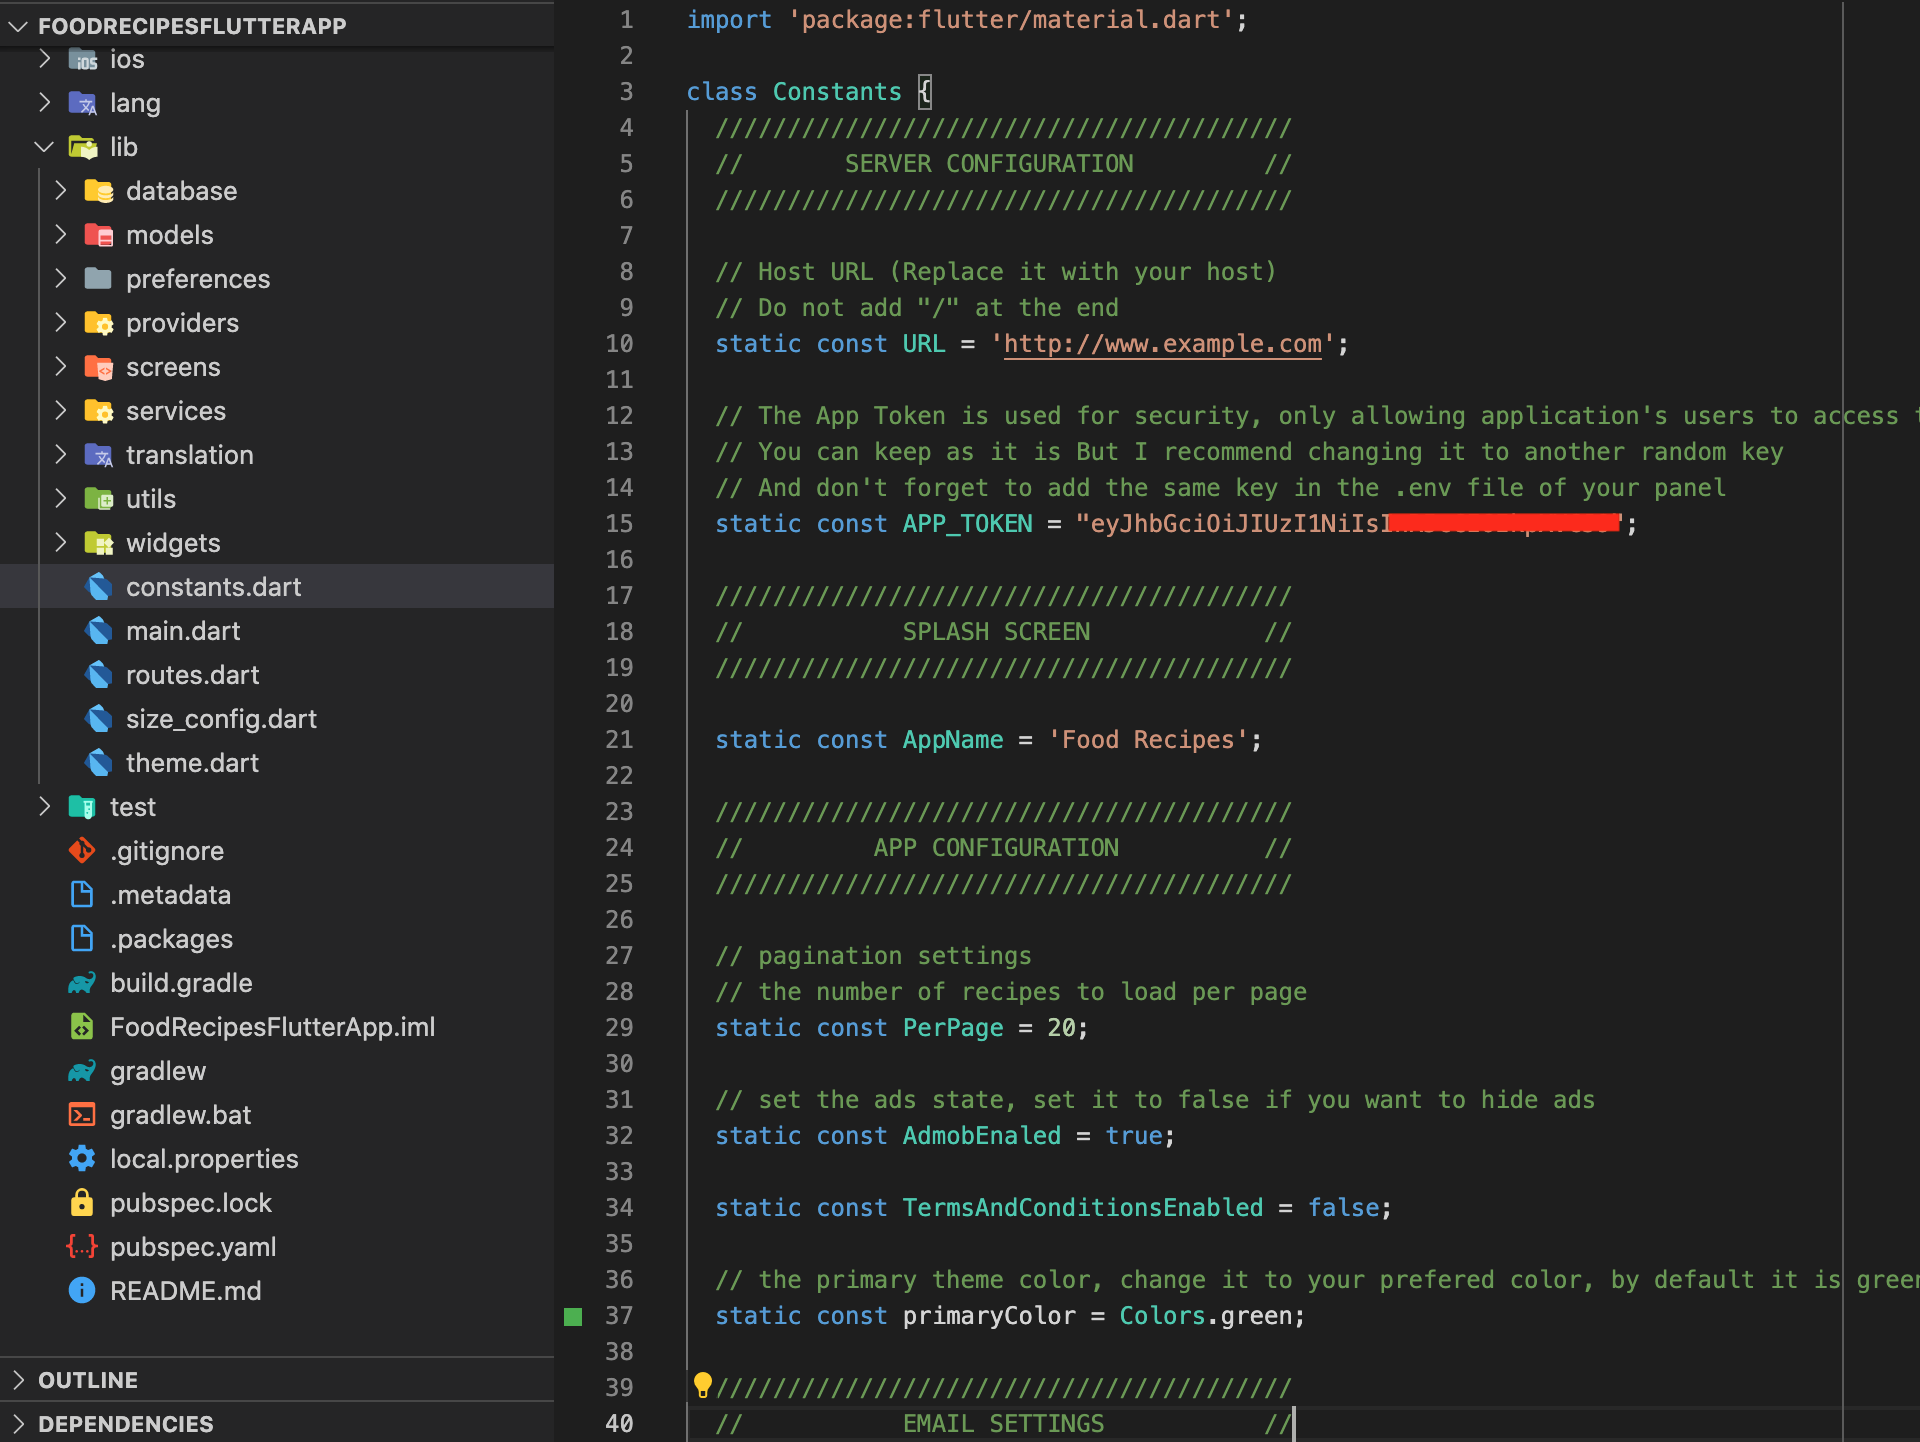 FOODRECIPESFLUTTERAPP
ios
lang
lib
database
models
preferences
providers
screens
services
translation
utils
widgets
constants.dart
main.dart
routes.dart
size_config.dart
theme.dart
test
.gitignore
.metadata
.packages
build.gradle
FoodRecipesFlutterApp.iml
gradlew
gradlew.bat
local.properties
pubspec.lock
pubspec.yaml
README.md
OUTLINE
DEPENDENCIES
1 import 'package:flutter/material.dart';
2
3 class Constants {
4 ////////////////////////////////////////
5 // SERVER CONFIGURATION //
6 ////////////////////////////////////////
7
8 // Host URL (Replace it with your host)
9 // Do not add "/" at the end
10 static const URL = 'http://www.example.com';
11
12 // The App Token is used for security, only allowing application's users to access
13 // You can keep as it is But I recommend changing it to another random key
14 // And don't forget to add the same key in the .env file of your panel
15 static const APP_TOKEN = "eyJhbGciOiJIUzI1NiIsI";
16
17 ////////////////////////////////////////
18 // SPLASH SCREEN //
19 ////////////////////////////////////////
20
21 static const AppName = 'Food Recipes';
22
23 ////////////////////////////////////////
24 // APP CONFIGURATION //
25 ////////////////////////////////////////
26
27 // pagination settings
28 // the number of recipes to load per page
29 static const PerPage = 20;
30
31 // set the ads state, set it to false if you want to hide ads
32 static const AdmobEnaled = true;
33
34 static const TermsAndConditionsEnabled = false;
35
36 // the primary theme color, change it to your prefered color, by default it is green
37 static const primaryColor = Colors.green;
38
39 ////////////////////////////////////////
40 // EMAIL SETTINGS //